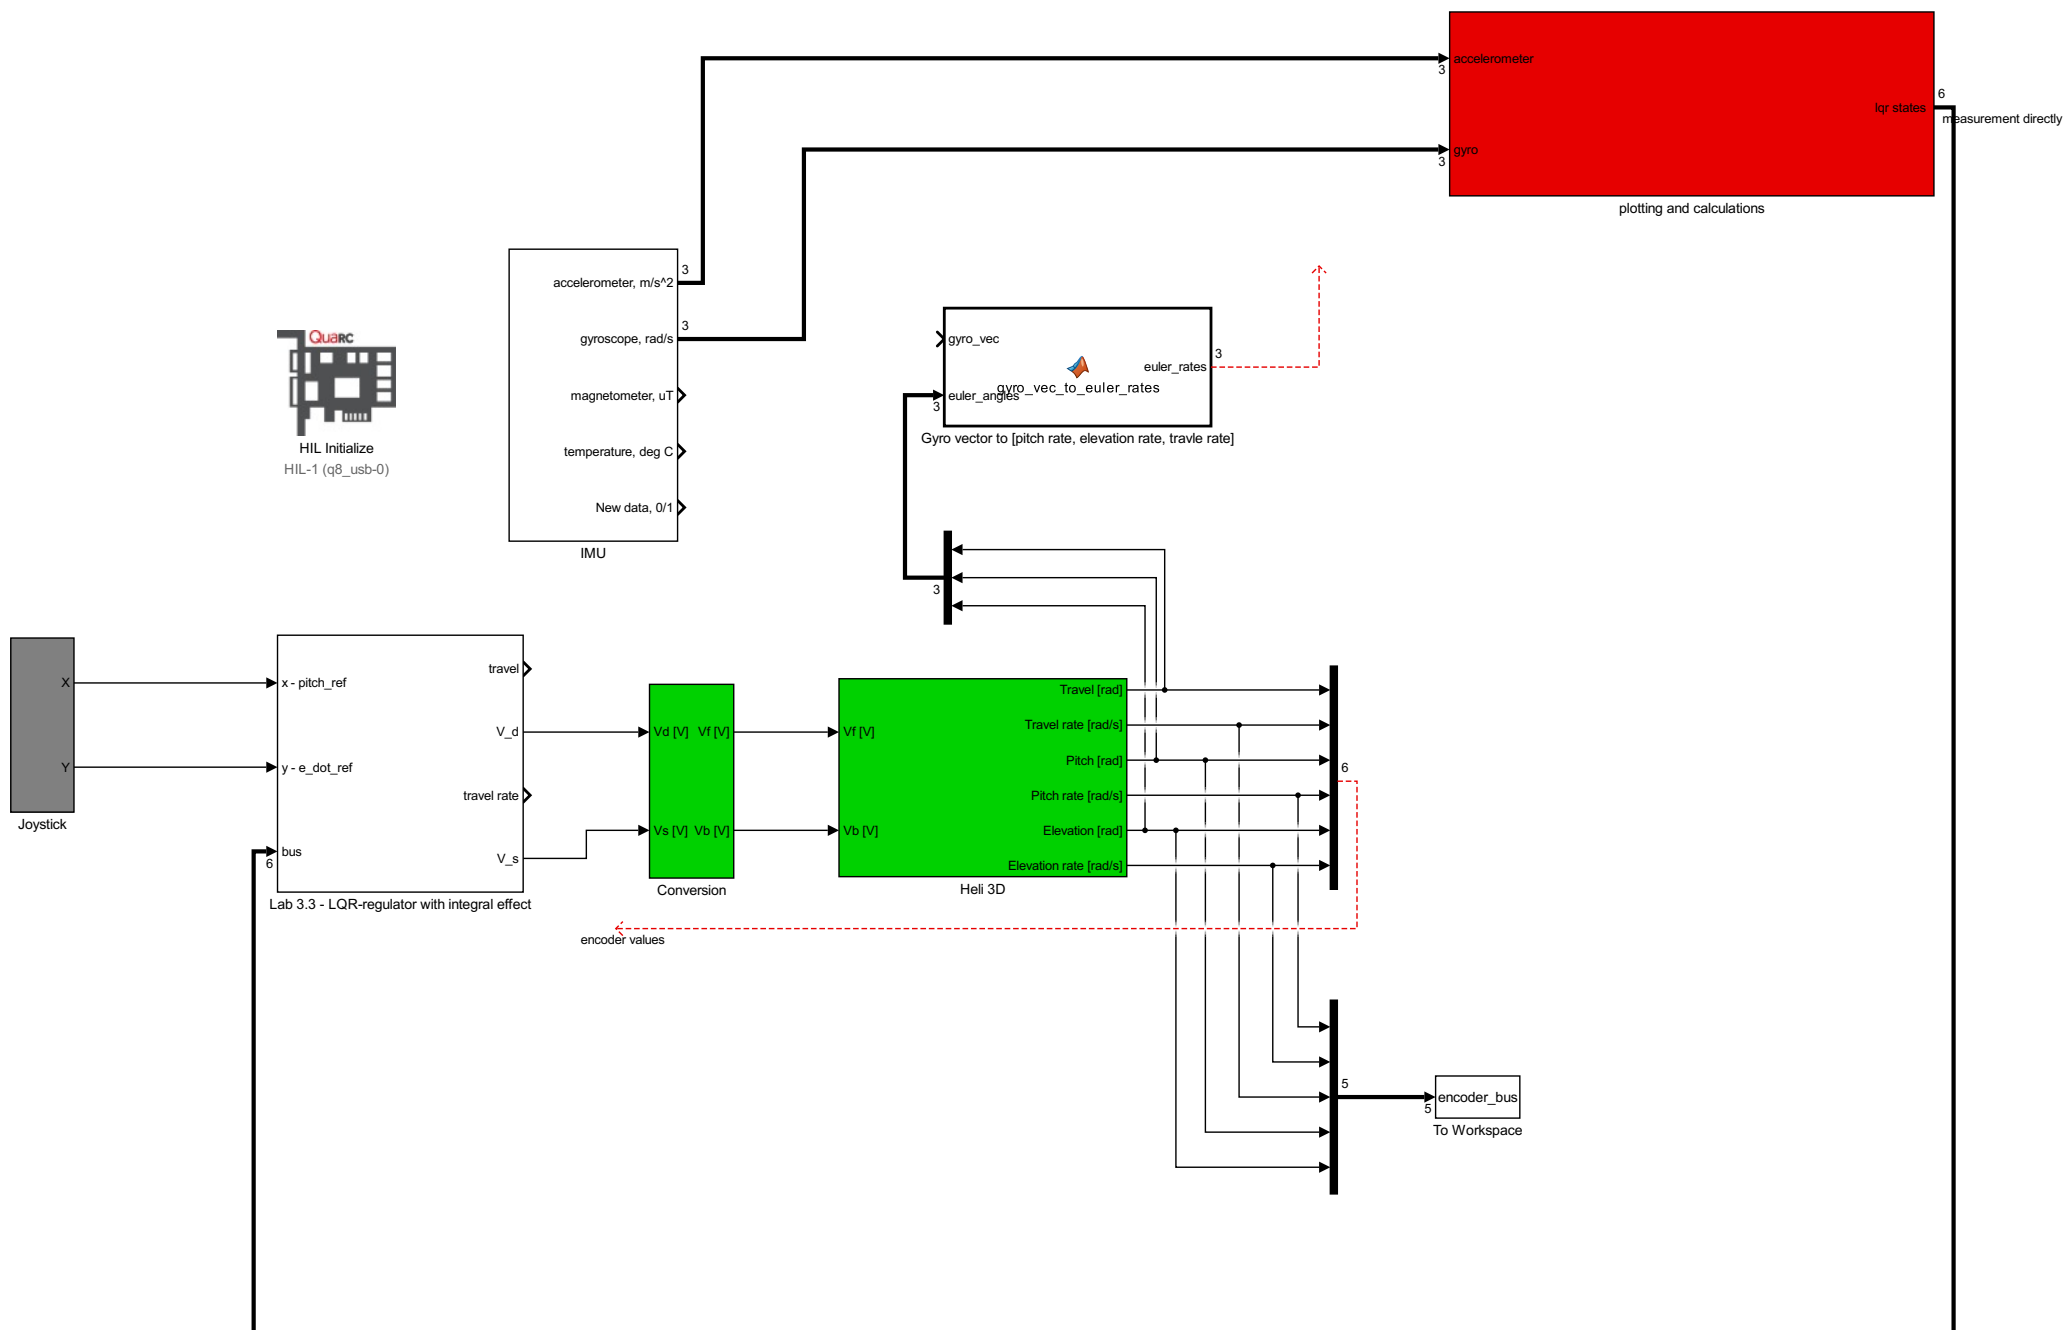 3
accelerometer
6
lqr states
measurement directly
3
gyro
plotting and calculations
accelerometer, m/s^2
3
gyroscope, rad/s
3
magnetometer, uT
temperature, deg C
New data, 0/1
IMU
QuaRC
HIL Initialize
HIL-1 (q8_usb-0)
gyro_vec
euler_rates
3
gyro_vec_to_euler_rates
euler_angles
3
Gyro vector to [pitch rate, elevation rate, travle rate]
3
X
Y
Joystick
x - pitch_ref
y - e_dot_ref
bus
6
travel
V_d
travel rate
V_s
Lab 3.3 - LQR-regulator with integral effect
Vd [V]
Vf [V]
Vs [V]
Vb [V]
Conversion
Vf [V]
Vb [V]
Travel [rad]
Travel rate [rad/s]
Pitch [rad]
Pitch rate [rad/s]
Elevation [rad]
Elevation rate [rad/s]
Heli 3D
6
encoder values
5
5
encoder_bus
To Workspace